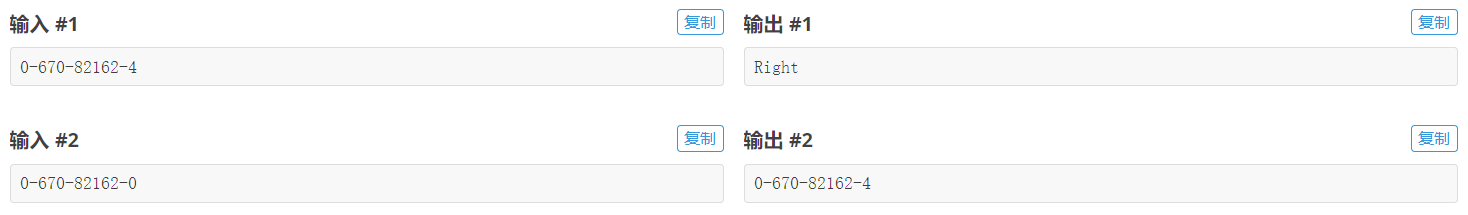 输入 #1 复制 输出 #1 复制
0-670-82162-4 Right
输入 #2 复制 输出 #2 复制
0-670-82162-0 0-670-82162-4